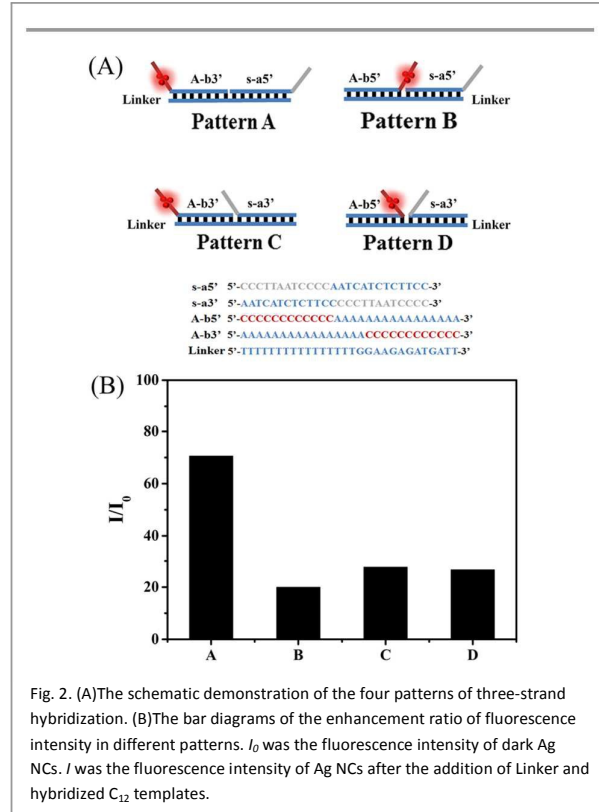 (A)
A-b3’ s-a5’
Linker
Pattern A
A-b5’ s-a5’
Linker
Pattern B
A-b3’ s-a3’
Linker
Pattern C
A-b5’ s-a3’
Linker
Pattern D
s-a5’ 5’-CCCTTAATCCCCAATCATCTCTTCC-3’
s-a3’ 5’-AATCATCTCTTCCCCCTTAATCCCC-3’
A-b5’ 5’-CCCCCCCCCCCCAAAAAAAAAAAAAAAA-3’
A-b3’ 5’-AAAAAAAAAAAAAAAACCCCCCCCCCCC-3’
Linker 5’-TTTTTTTTTTTTTTTTGGAAGAGATGATT-3’
(B)
100
80
60
40
20
0
I/I0
A B C D
Fig. 2. (A)The schematic demonstration of the four patterns of three-strand
hybridization. (B)The bar diagrams of the enhancement ratio of fluorescence
intensity in different patterns. I0 was the fluorescence intensity of dark Ag
NCs. I was the fluorescence intensity of Ag NCs after the addition of Linker and
hybridized C12 templates.